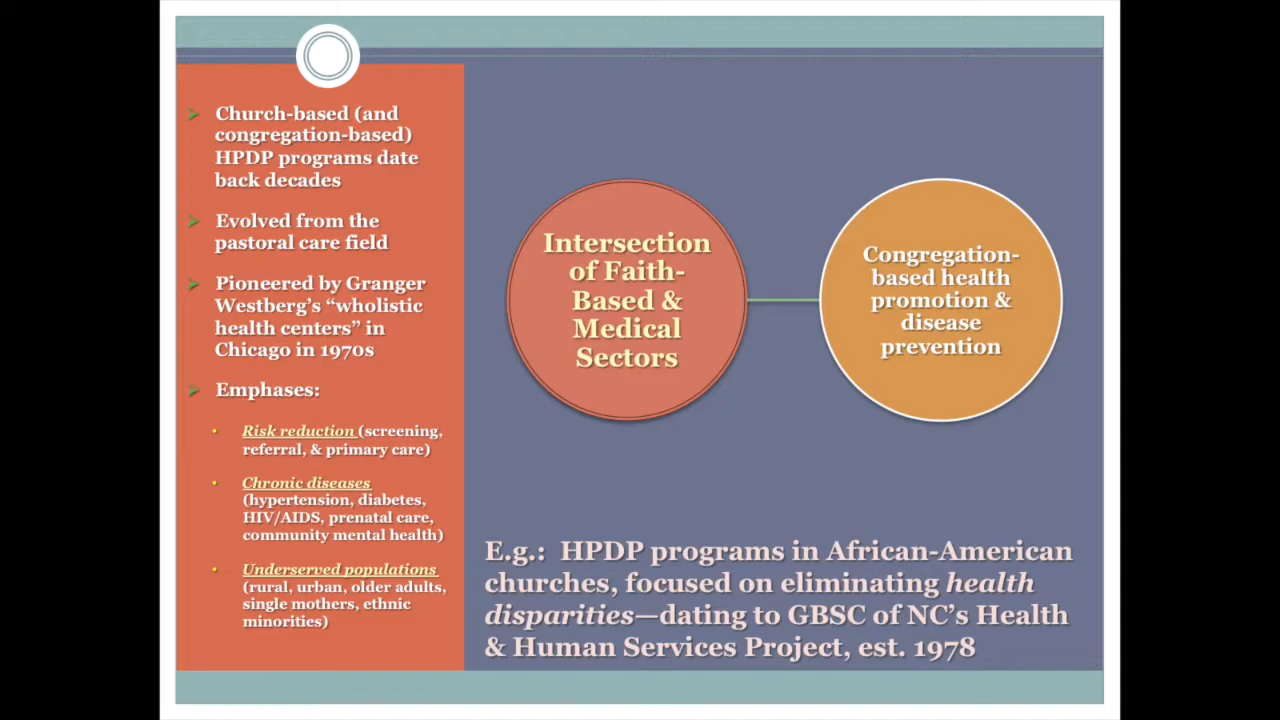 Church-based (and
congregation-based)
HPDP programs date
back decades
Evolved from the
pastoral care field
Pioneered by Granger
Westberg’s “wholistic
health centers” in
Chicago in 1970s
Emphases:
Risk reduction (screening,
referral, & primary care)
Chronic diseases
(hypertension, diabetes,
HIV/AIDS, prenatal care,
community mental health)
Underserved populations
(rural, urban, older adults,
single mothers, ethnic
minorities)
Intersection
of Faith-
Based &
Medical
Sectors
Congregation-
based health
promotion &
disease
prevention
E.g.: HPDP programs in African-American
churches, focused on eliminating health
disparities—dating to GBSC of NC’s Health
& Human Services Project, est. 1978